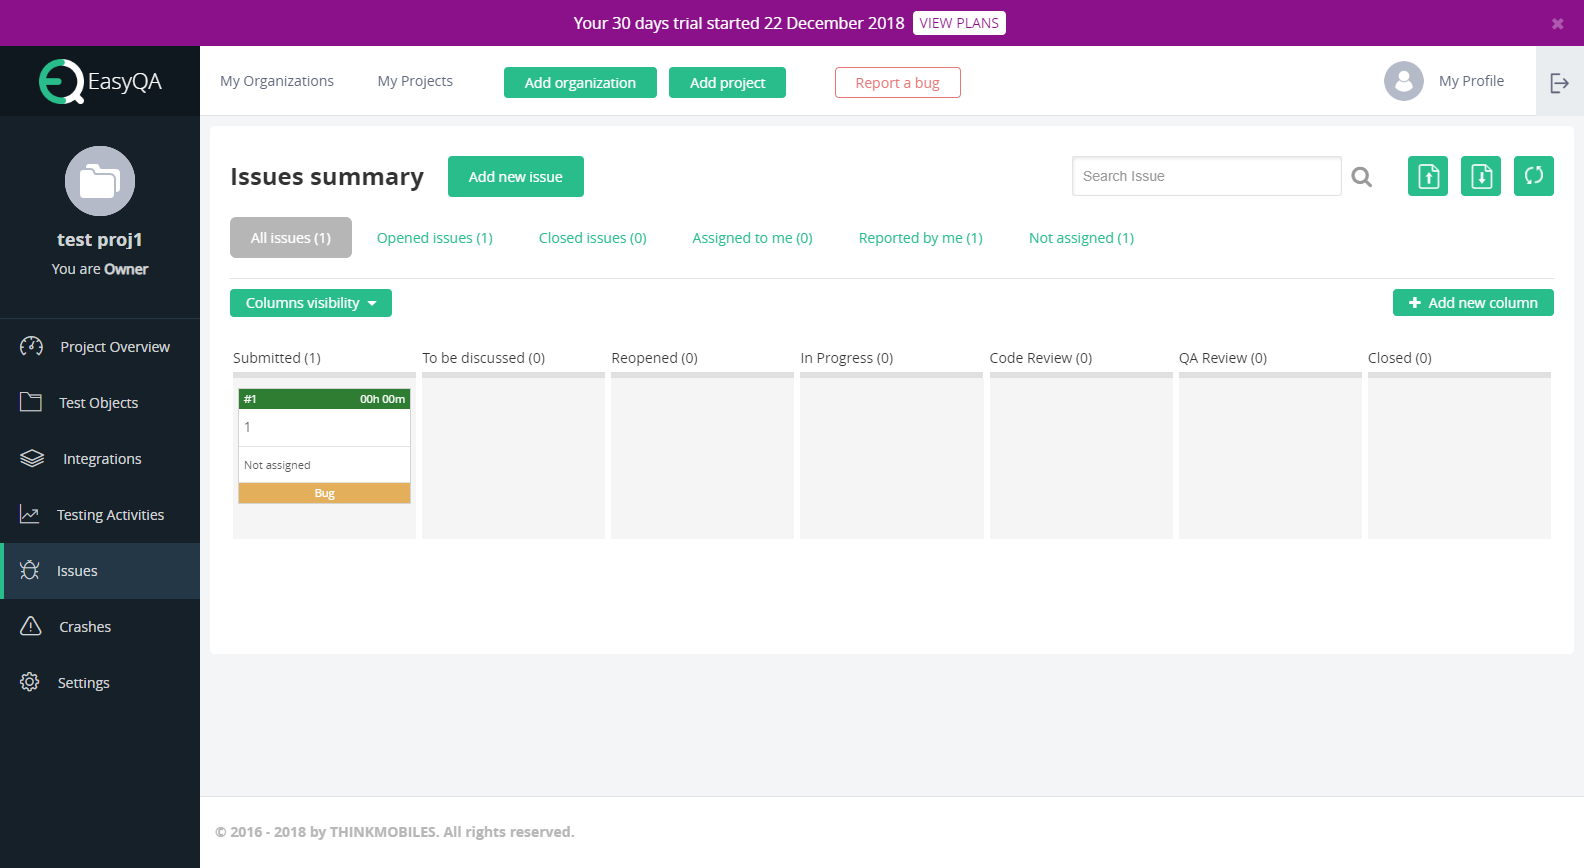 Your 30 days trial started 22 December 2018 VIEW PLANS
EasyQA
My Organizations My Projects Add organization Add project Report a bug My Profile
test proj1
You are Owner
Project Overview
Test Objects
Integrations
Testing Activities
Issues
Crashes
Settings
Issues summary Add new issue Search Issue
All issues (1) Opened issues (1) Closed issues (0) Assigned to me (0) Reported by me (1) Not assigned (1)
Columns visibility Add new column
Submitted (1) To be discussed (0) Reopened (0) In Progress (0) Code Review (0) QA Review (0) Closed (0)
#1 00h 00m
1
Not assigned
Bug
© 2016 - 2018 by THINKMOBILES. All rights reserved.